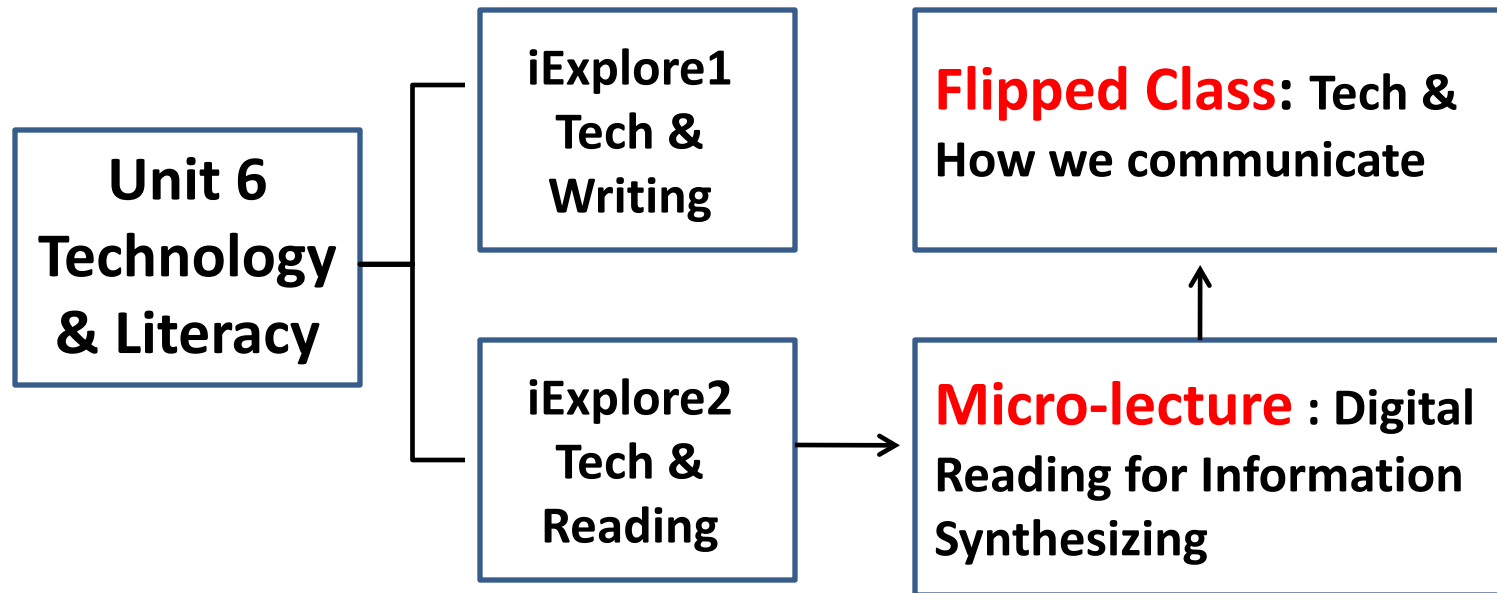 Unit 6
Technology
& Literacy
iExplore1
Tech &
Writing
iExplore2
Tech &
Reading
Micro-lecture : Digital
Reading for Information
Synthesizing
Flipped Class: Tech &
How we communicate